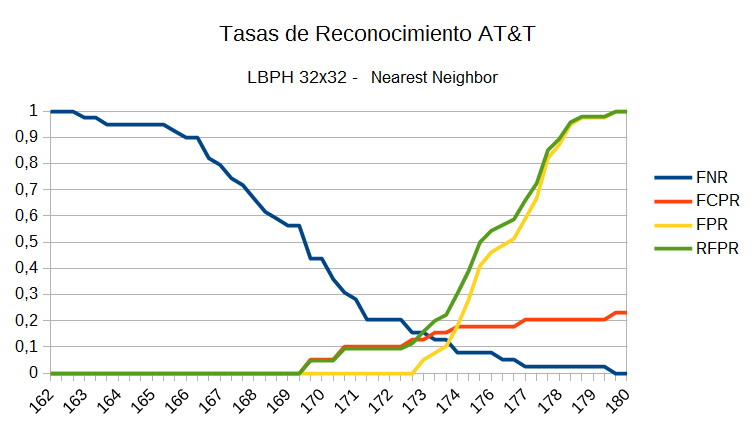 Tasas de Reconocimiento AT&T
LBPH 32x32 - Nearest Neighbor
1
0,9
0,8
0,7
0,6
0,5
0,4
0,3
0,2
0,1
0
162 163 164 165 166 167 168 169 170 171 172 173 174 176 177 178 179 180
FNR
FCPR
FPR
RFPR